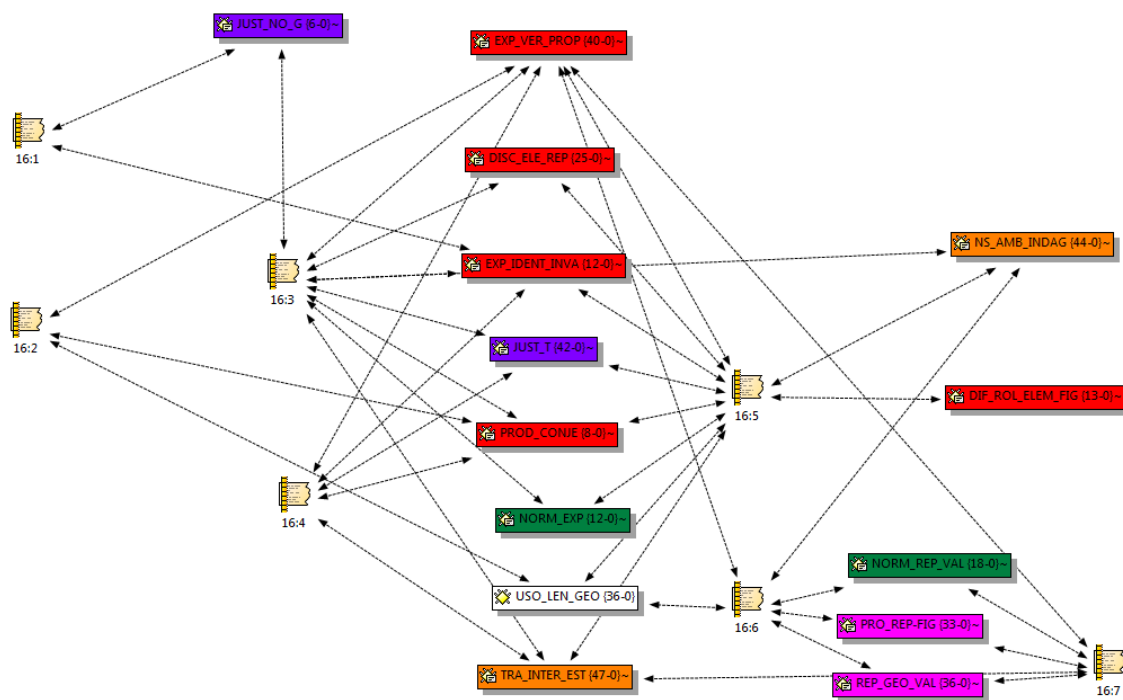 JUST_NO_G {6-0}~
EXP_VER_PROP {40-0}~
16:1
DISC_ELE_REP {25-0}~
NS_AMB_INDAG {44-0}~
EXP_IDENT_INVA {12-0}~
16:3
16:2
JUST_T {42-0}~
16:5
DIF_ROL_ELEM_FIG {13-0}~
PROD_CONJE {8-0}~
16:4
NORM_EXP {12-0}~
NORM_REP_VAL {18-0}~
USO_LEN_GEO {36-0}
16:6
PRO_REP-FIG {33-0}~
TRA_INTER_EST {47-0}~
REP_GEO_VAL {36-0}~
16:7